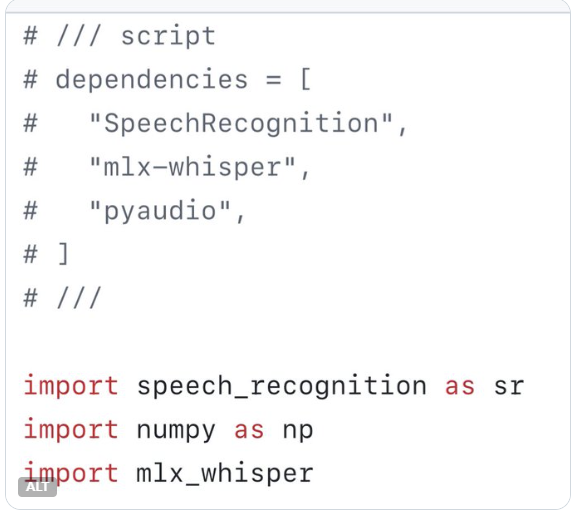 # /// script
# dependencies = [
#   "SpeechRecognition",
#   "mlx-whisper",
#   "pyaudio",
# ]
# ///
import speech_recognition as sr
import numpy as np
import mlx_whisper
ALT